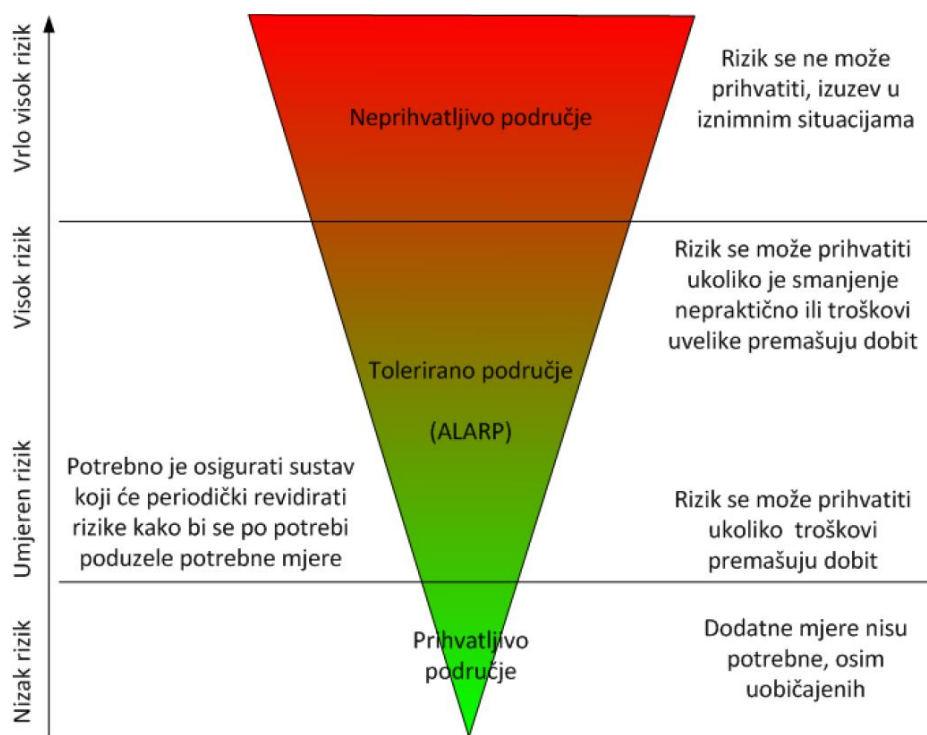 Vrlo visok rizik
Neprihvatljivo područje
Rizik se ne može
prihvatiti, izuzev u
iznimnim situacijama
Visok rizik
Rizik se može prihvatiti
ukoliko je smanjenje
nepraktično ili troškovi
uvelike premašuju dobit
Tolerirano područje
(ALARP)
Umjeren rizik
Potrebno je osigurati sustav
koji će periodički revidirati
rizike kako bi se po potrebi
poduzele potrebne mjere
Rizik se može prihvatiti
ukoliko troškovi
premašuju dobit
Nizak rizik
Prihvatljivo
područje
Dodatne mjere nisu
potrebne, osim
uobičajenih